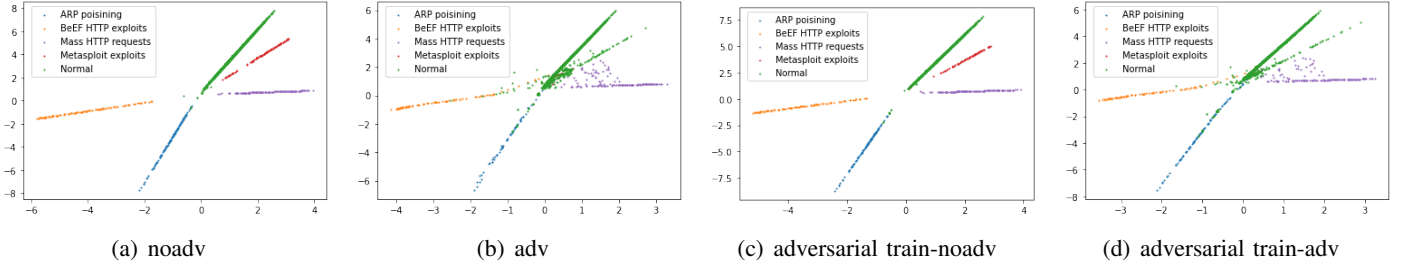 ARP poisining
BeEF HTTP exploits
Mass HTTP requests
Metasploit exploits
Normal
8
6
4
2
0
−2
−4
−6
−8
−6
−4
−2
0
2
4
(a) noadv
ARP poisining
BeEF HTTP exploits
Mass HTTP requests
Metasploit exploits
Normal
6
4
2
0
−2
−4
−6
−4
−3
−2
−1
0
1
2
3
(b) adv
ARP poisining
BeEF HTTP exploits
Mass HTTP requests
Metasploit exploits
Normal
7.5
5.0
2.5
0.0
−2.5
−5.0
−7.5
−4
−2
0
2
4
(c) adversarial train-noadv
ARP poisining
BeEF HTTP exploits
Mass HTTP requests
Metasploit exploits
Normal
6
4
2
0
−2
−4
−6
−8
−3
−2
−1
0
1
2
3
(d) adversarial train-adv